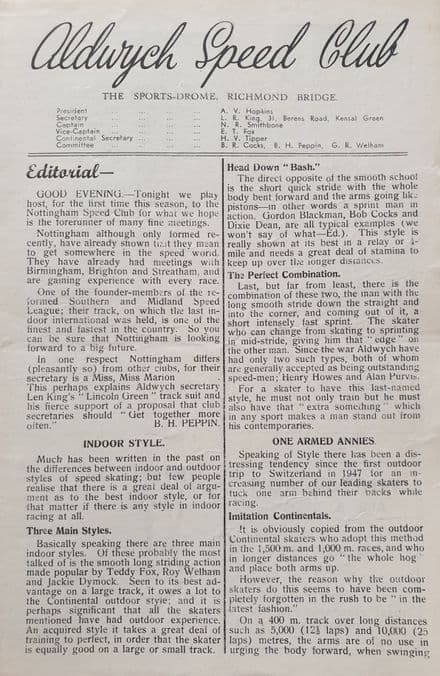 Aldwych Speed Club
THE SPORTS-DROME, RICHMOND BRIDGE.
President ... ... ... ... A. V. Hopkins
Secretary ... ... ... ... L. R. King, 31, Berens Road, Kensal Green
Captain ... ... ... ... N. R. Smithbone
Vice-Captain ... ... ... ... E. T. Fox
Continental Secretary ... ... ... H. V. Tipper
Committee ... ... ... ... B. R. Cocks, B. H. Peppin, G. R. Welham
Editorial—
GOOD EVENING.—Tonight we play
host, for the first time this season, to the
Nottingham Speed Club for what we hope
is the forerunner of many fine meetings.
Nottingham although only formed re-
cently, have already shown that they mean
to get somewhere in the speed world.
They have already had meetings with
Birmingham, Brighton and Streatham, and
are gaining experience with every race.
One of the founder-members of the re-
formed Southern and Midland Speed
League; their track, on which the last in-
door international was held, is one of the
finest and fastest in the country. So you
can be sure that Nottingham is looking
forward to a big future.
In one respect Nottingham differs
(pleasantly so) from other clubs, for their
secretary is a Miss, Miss Marion
This perhaps explains Aldwych secretary
Len King's "Lincoln Green" track suit and
his fierce support of a proposal that club
secretaries should "Get together more
often." B. H. PEPPIN.
INDOOR STYLE.
Much has been written in the past on
the differences between indoor and outdoor
styles of speed skating; but few people
realise that there is a great deal of argu-
ment as to the best indoor style, or for
that matter if there is any style in indoor
racing at all.
Three Main Styles.
Basically speaking there are three main
indoor styles. Of these probably the most
talked of is the smooth long striding action
made popular by Teddy Fox, Roy Welham
and Jackie Dymock. Seen to its best ad-
vantage on a large track, it owes a lot to
the Continental outdoor style; and it is
perhaps significant that all the skaters
mentioned have had outdoor experience.
An acquired style it takes a great deal of
training to perfect, in order that the skater
is equally good on a large or small track.
Head Down "Bash."
The direct opposite of the smooth school
is the short quick stride with the whole
body bent forward and the arms going like
pistons—in other words a sprint man in
action. Gordon Blackman, Bob Cocks and
Dixie Dean, are all typical examples (we
won't say of what—Ed.). This style is
really shown at its best in a relay or ½-
mile and needs a great deal of stamina to
keep up over the longer distances.
The Perfect Combination.
Last, but far from least, there is the
combination of these two, the man with the
long smooth stride down the straight and
into the corner, and coming out of it, a
short intensely fast sprint. The skater
who can change from skating to sprinting
in mid-stride, giving him that "edge" on
the other man. Since the war Aldwych have
had only two such types, both of whom
are generally accepted as being outstanding
speed-men; Henry Howes and Alan Purvis.
For a skater to have this last-named
style, he must not only train but he must
also have that "extra something" which
in any sport makes a man stand out from
his contemporaries.
ONE ARMED ANNIES
Speaking of Style there has been a dis-
tressing tendency since the first outdoor
trip to Switzerland in 1947 for an in-
creasing number of our leading skaters to
tuck one arm behind their backs while
racing.
Imitation Continentals.
It is obviously copied from the outdoor
Continental skaters who adopt this method
in the 1,500 m. and 1,000 m. races, and who
in longer distances go "the whole hog"
and place both arms up.
However, the reason why the outdoor
skaters do this seems to have been com-
pletely forgotten in the rush to be "in the
latest fashion."
On a 400 m. track over long distances
such as 5,000 (12½ laps) and 10,000 (25
laps) metres, the arms are of no use in
urging the body forward, when swinging